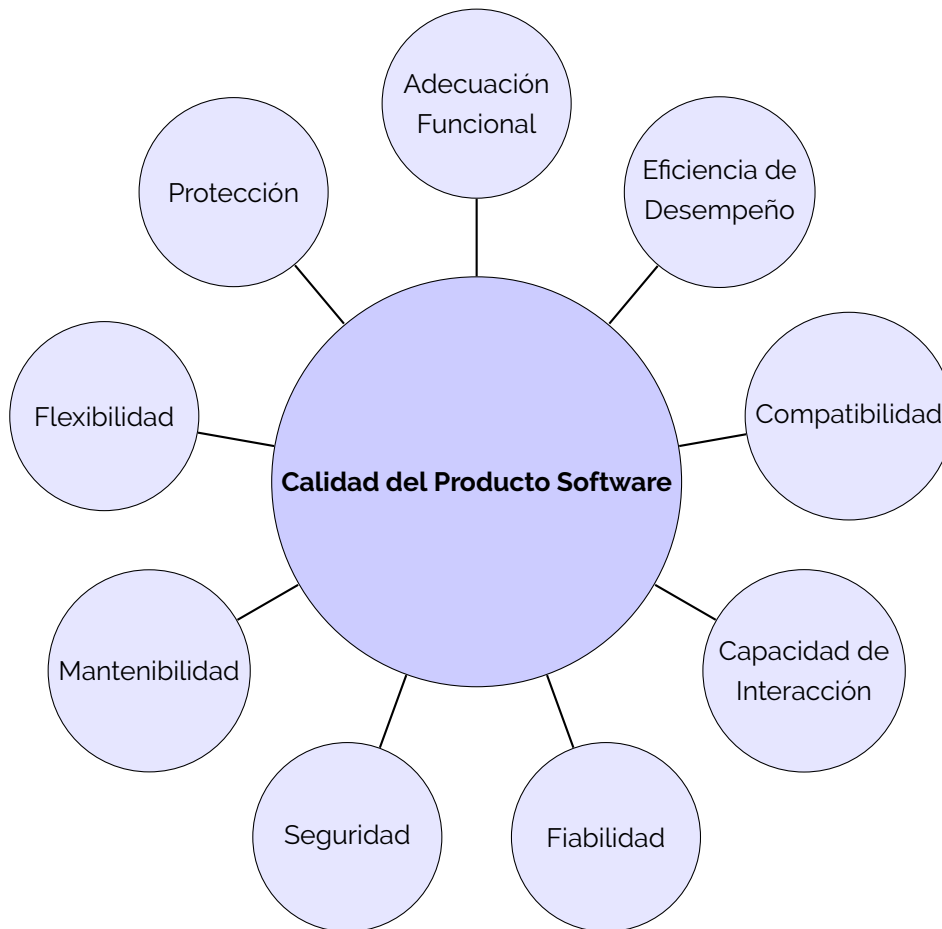 Adecuación
Funcional
Eficiencia de
Desempeño
Protección
Compatibilidad
Flexibilidad
Calidad del Producto Software
Capacidad de
Interacción
Mantenibilidad
Seguridad
Fiabilidad